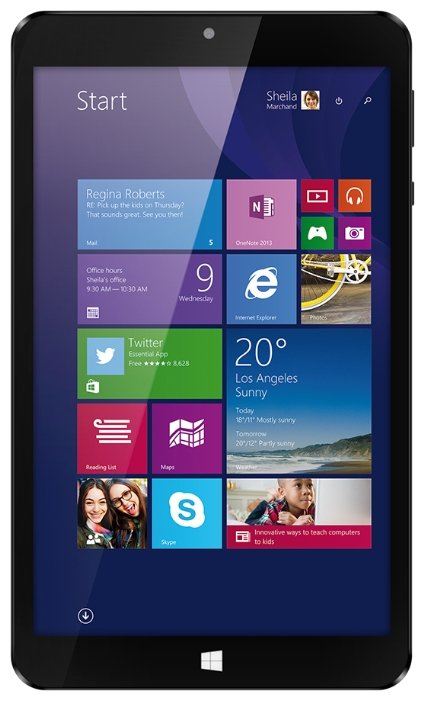 Start
Sheila
Marchand
Regina Roberts
RE: Pick up the kids on Thursday?
That sounds great. See you then!
Mail
5
OneNote 2013
Office hours
Sheila's office
9:30 AM — 10:30 AM
9
Wednesday
Internet Explorer
Photos
Twitter
Essential App
Free ★★★★☆ 8,628
20°
Los Angeles
Sunny
Today
18°/11° Mostly sunny
Tomorrow
20°/12° Partly sunny
Weather
Reading List
Maps
Skype
Innovative ways to teach computers
to kids